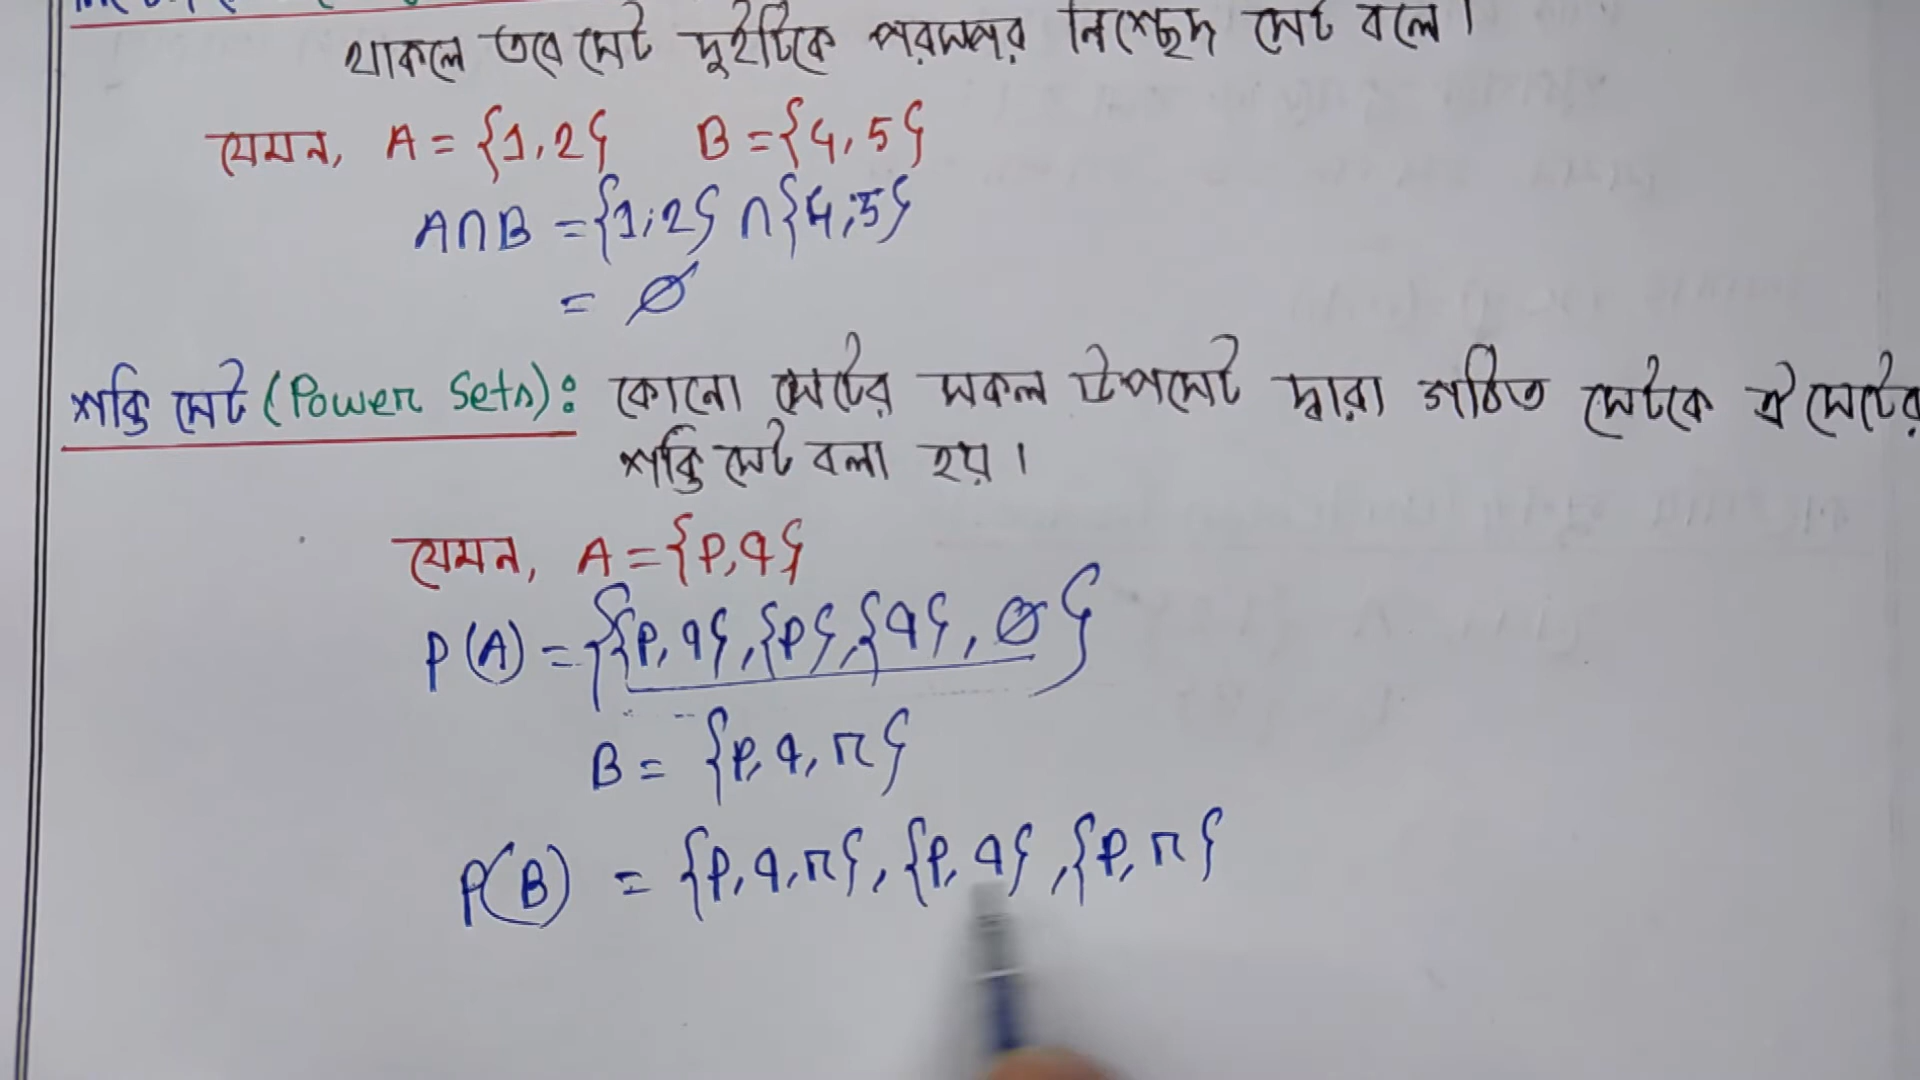 থাকলে তবে সেট দুইটিকে পরস্পর নিশ্ছেদ সেট বলে।
যেমন, A = {1, 2} B = {4, 5}
A∩B = {1, 2} ∩ {4, 5}
= Ø
শক্তি সেট (Power Sets): কোনো সেটের সকল উপসেট দ্বারা গঠিত সেটকে ঐ সেটের
শক্তি সেট বলা হয়।
যেমন, A = {P, q}
P(A) = {{P, q}, {P}, {q}, Ø}
B = {P, q, r}
P(B) = {P, q, r}, {P, q}, {P, r}